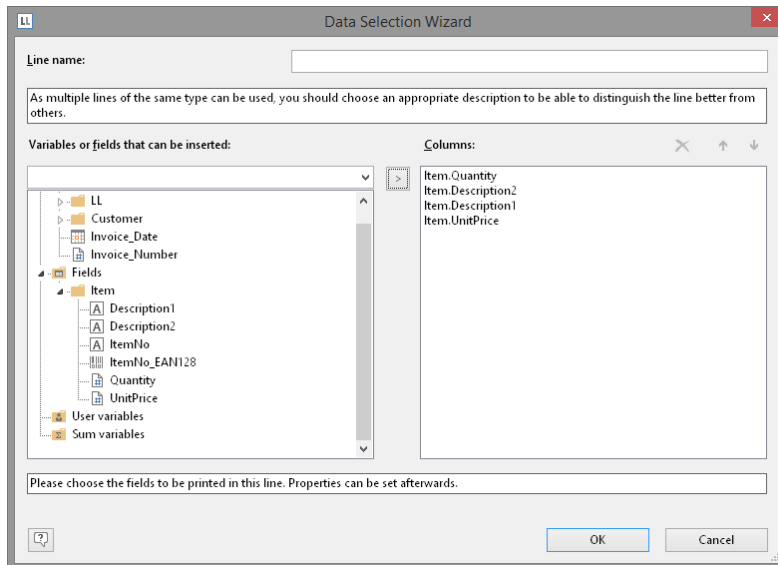 LL
Data Selection Wizard
Line name:
As multiple lines of the same type can be used, you should choose an appropriate description to be able to distinguish the line better from
others.
Variables or fields that can be inserted:
Columns:
LL
Customer
Invoice_Date
Invoice_Number
Fields
Item
Description1
Description2
ItemNo
ItemNo_EAN128
Quantity
UnitPrice
User variables
Sum variables
Item.Quantity
Item.Description2
Item.Description1
Item.UnitPrice
Please choose the fields to be printed in this line. Properties can be set afterwards.
OK
Cancel